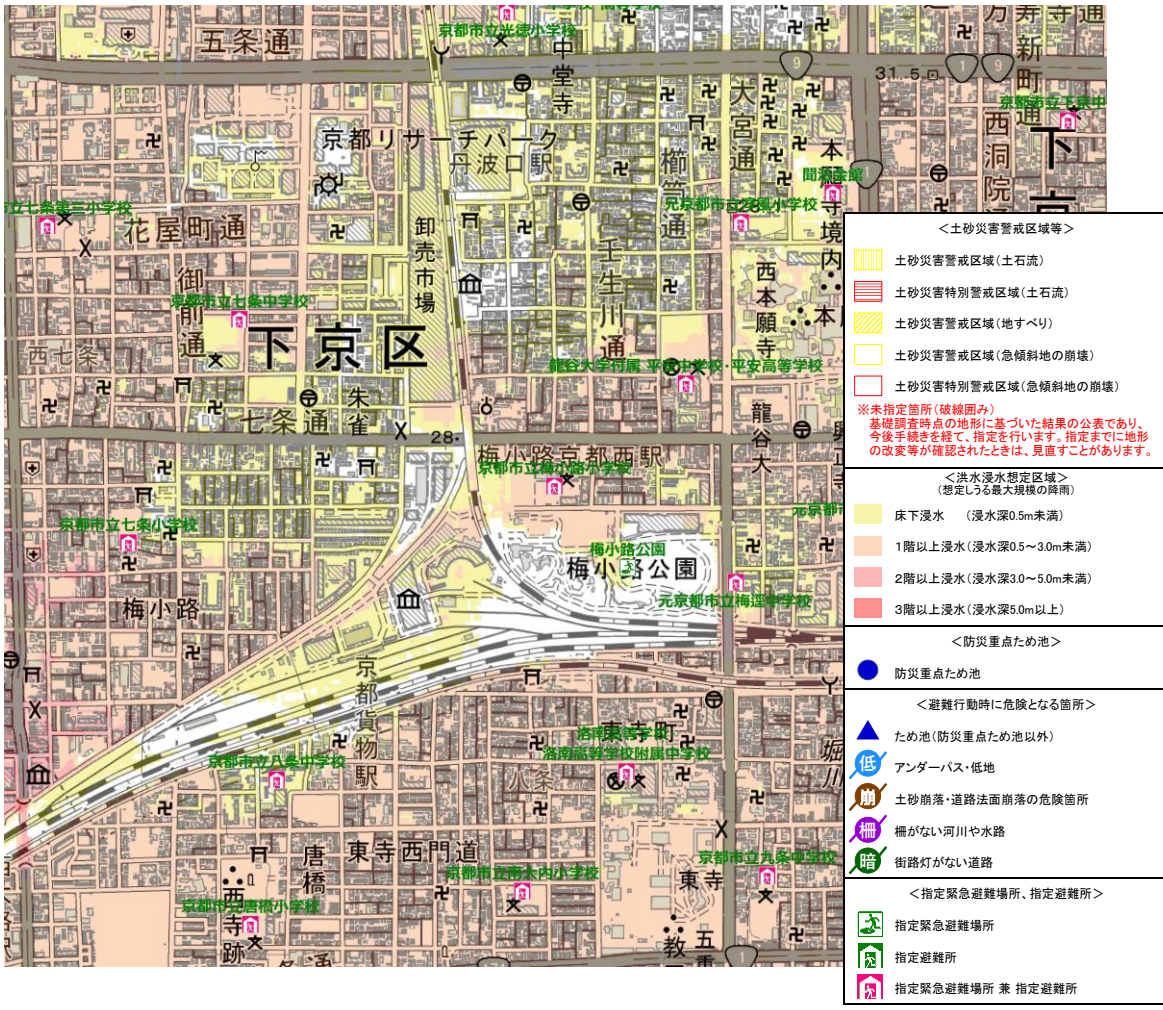 五条通
京都市立光徳小学校
中堂寺
9
31.5
1
9
新町通
寿寺通
京都市立下京中
大宮通
下京
西洞院通
京都リサーチパーク
丹波口駅
櫛笥通
本願寺境内
聞法会館
市立七条第三小学校
花屋町通
卸売市場
壬生川通
西本願寺
御前通
京都市立七条中学校
下京区
西七条
龍谷大学付属 平安中学校・平安高等学校
朱雀
七条通
28
龍谷大
梅小路京都西駅
京都市立梅小路小学校
京都市立七条小学校
梅小路公園
梅小路公園
元京都市立梅逕中学校
梅小路
京都貨物駅
東寺町
洛南高等学校
洛南高等学校附属中学校
八条
堀川
京都市立八条中学校
唐橋
東寺西門道
京都市立南大内小学校
京都市立九条中学校
東寺
西寺跡
京都市立唐橋小学校
1
＜土砂災害警戒区域等＞
土砂災害警戒区域(土石流)
土砂災害特別警戒区域(土石流)
土砂災害警戒区域(地すべり)
土砂災害警戒区域(急傾斜地の崩壊)
土砂災害特別警戒区域(急傾斜地の崩壊)
※未指定箇所(破線囲み)
基礎調査時点の地形に基づいた結果の公表であり、
今後手続きを経て、指定を行います。指定までに地形
の改変等が確認されたときは、見直すことがあります。
＜洪水浸水想定区域＞
(想定しうる最大規模の降雨)
床下浸水　(浸水深0.5m未満)
1階以上浸水(浸水深0.5～3.0m未満)
2階以上浸水(浸水深3.0～5.0m未満)
3階以上浸水(浸水深5.0m以上)
＜防災重点ため池＞
防災重点ため池
＜避難行動時に危険となる箇所＞
ため池(防災重点ため池以外)
低 アンダーパス・低地
崩 土砂崩落・道路法面崩落の危険箇所
柵 柵がない河川や水路
暗 街路灯がない道路
＜指定緊急避難場所、指定避難所＞
指定緊急避難場所
指定避難所
指定緊急避難場所 兼 指定避難所